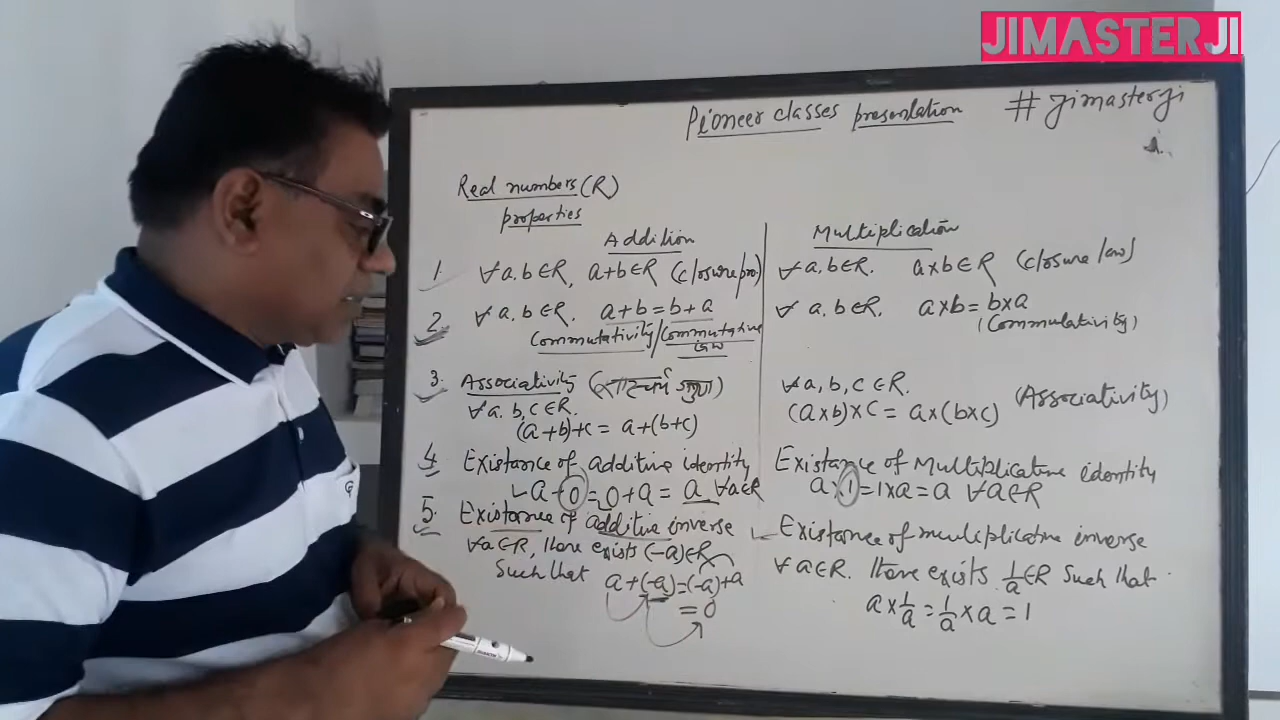 JIMASTERJI
Pioneer classes presentation #jimasterji
Real numbers (R)
properties
Addition
Multiplication
1. ∀ a, b ∈ R, a+b ∈ R (closure pro)
∀ a, b ∈ R. a×b ∈ R (closure law)
2. ∀ a, b ∈ R. a+b = b+a
Commutativity/Commutative
law
∀ a, b ∈ R. a×b = b×a
(Commutativity)
3. Associativity (साहचर्य
∀ a, b, c ∈ R.
(a+b)+c = a+(b+c)
∀ a, b, c ∈ R.
(a×b)×c = a×(b×c) (Associativity)
4. Existance of additive identity
a+0=0+a = a ∀a∈R
Existance of Multiplicative identity
a×1=1×a=a ∀a∈R
5. Existance of additive inverse
∀a∈R, there exists (-a)∈R
Such that a+(-a)=(-a)+a
=0
Existance of multiplicative inverse
∀ a∈R. there exists 1/a∈R Such that
a×1/a=1/a×a=1